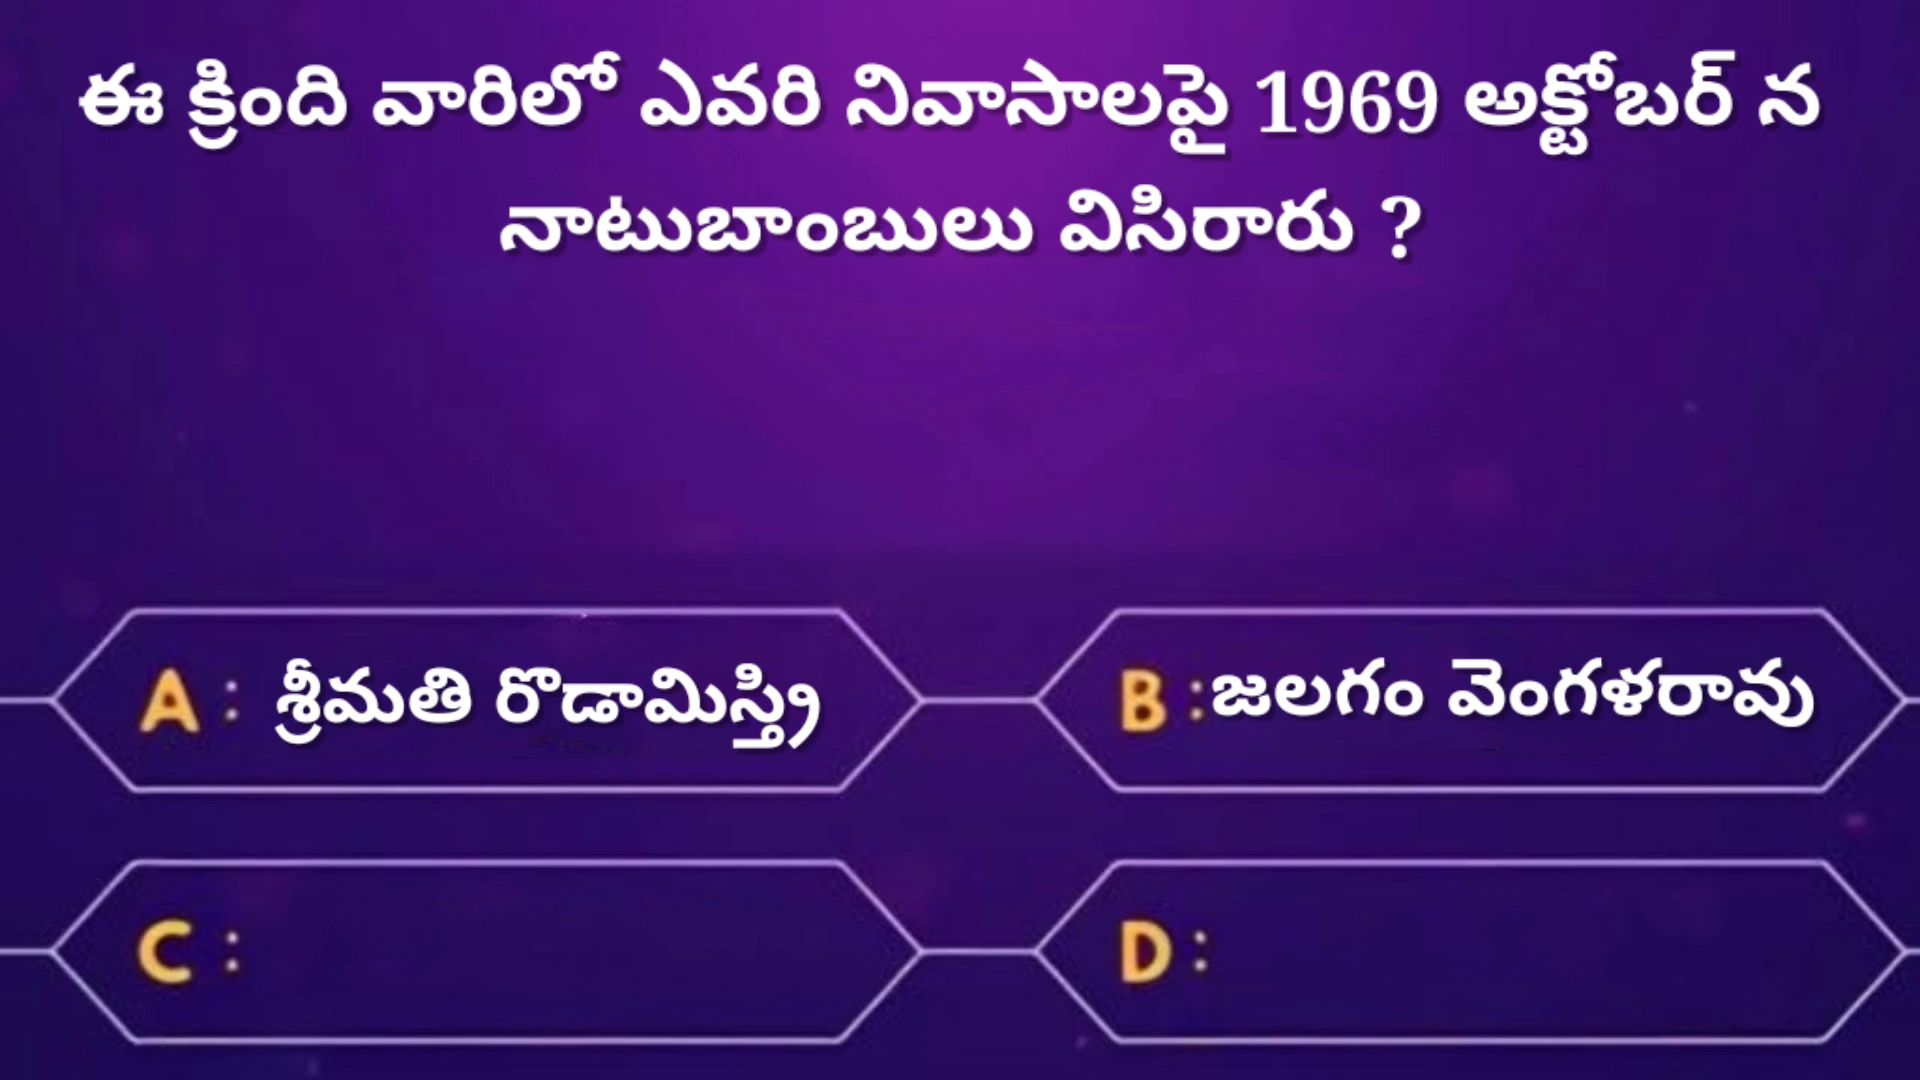 ఈ క్రింది వారిలో ఎవరి నివాసాలపై 1969 అక్టోబర్ న
నాటుబాంబులు విసిరారు ?
A : శ్రీమతి రొడామిస్త్రి
B : జలగం వెంగళరావు
C :
D :